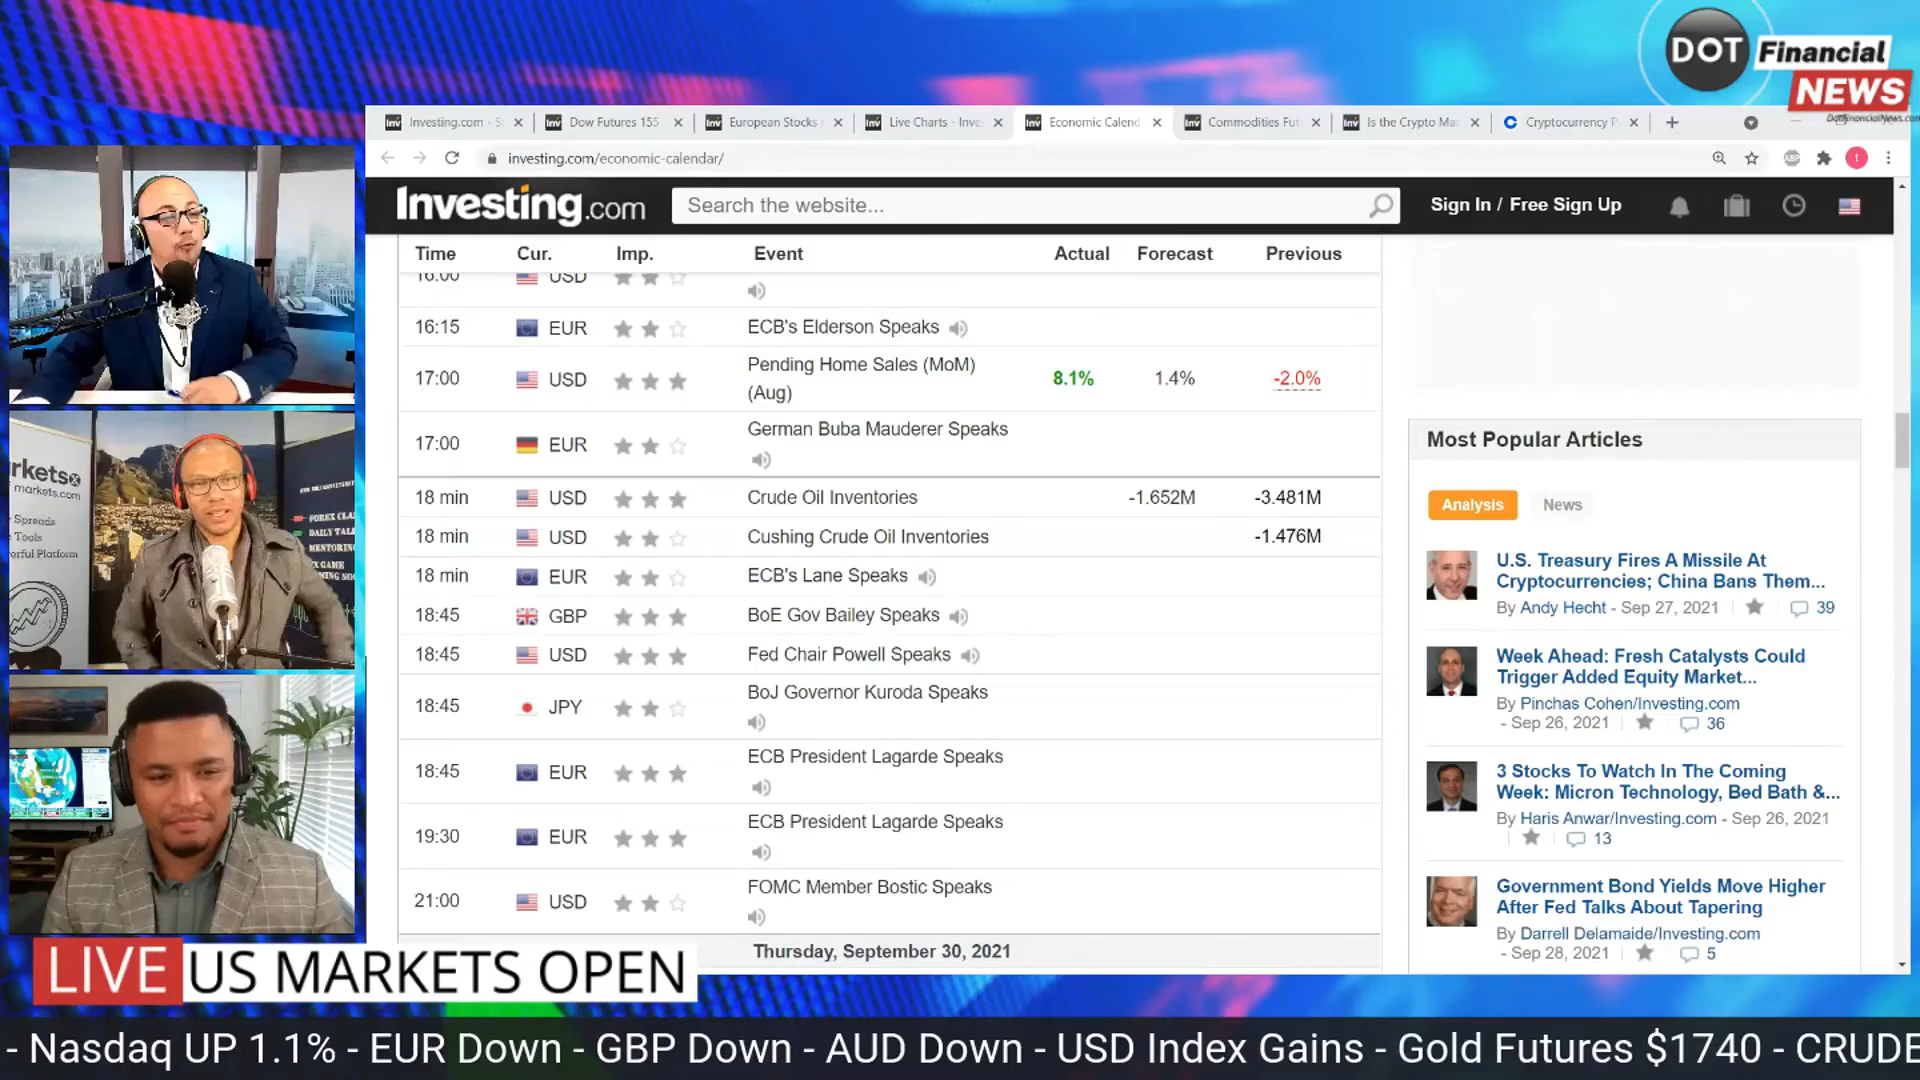 DOT Financial
NEWS
DotFinancialNews.com
Investing.com - S
Dow Futures 155
European Stocks
Live Charts - Inve
Economic Calend
Commodities Fut
Is the Crypto Mar
Cryptocurrency P
investing.com/economic-calendar/
Investing.com
Search the website...
Sign In / Free Sign Up
Time Cur. Imp. Event Actual Forecast Previous
16:00 USD
16:15 EUR ECB's Elderson Speaks
17:00 USD Pending Home Sales (MoM) 8.1% 1.4% -2.0%
(Aug)
17:00 EUR German Buba Mauderer Speaks
18 min USD Crude Oil Inventories -1.652M -3.481M
18 min USD Cushing Crude Oil Inventories -1.476M
18 min EUR ECB's Lane Speaks
18:45 GBP BoE Gov Bailey Speaks
18:45 USD Fed Chair Powell Speaks
18:45 JPY BoJ Governor Kuroda Speaks
18:45 EUR ECB President Lagarde Speaks
19:30 EUR ECB President Lagarde Speaks
21:00 USD FOMC Member Bostic Speaks
Thursday, September 30, 2021
Most Popular Articles
Analysis News
U.S. Treasury Fires A Missile At
Cryptocurrencies; China Bans Them...
By Andy Hecht - Sep 27, 2021 39
Week Ahead: Fresh Catalysts Could
Trigger Added Equity Market...
By Pinchas Cohen/Investing.com
- Sep 26, 2021 36
3 Stocks To Watch In The Coming
Week: Micron Technology, Bed Bath &...
By Haris Anwar/Investing.com - Sep 26, 2021
13
Government Bond Yields Move Higher
After Fed Talks About Tapering
By Darrell Delamaide/Investing.com
- Sep 28, 2021 5
rketsx
markets.com
Spreads
Tools
erful Platform
FOREX CLA
DAILY TAL
MENTORIN
X GAME
LIVE US MARKETS OPEN
- Nasdaq UP 1.1% - EUR Down - GBP Down - AUD Down - USD Index Gains - Gold Futures $1740 - CRUDE